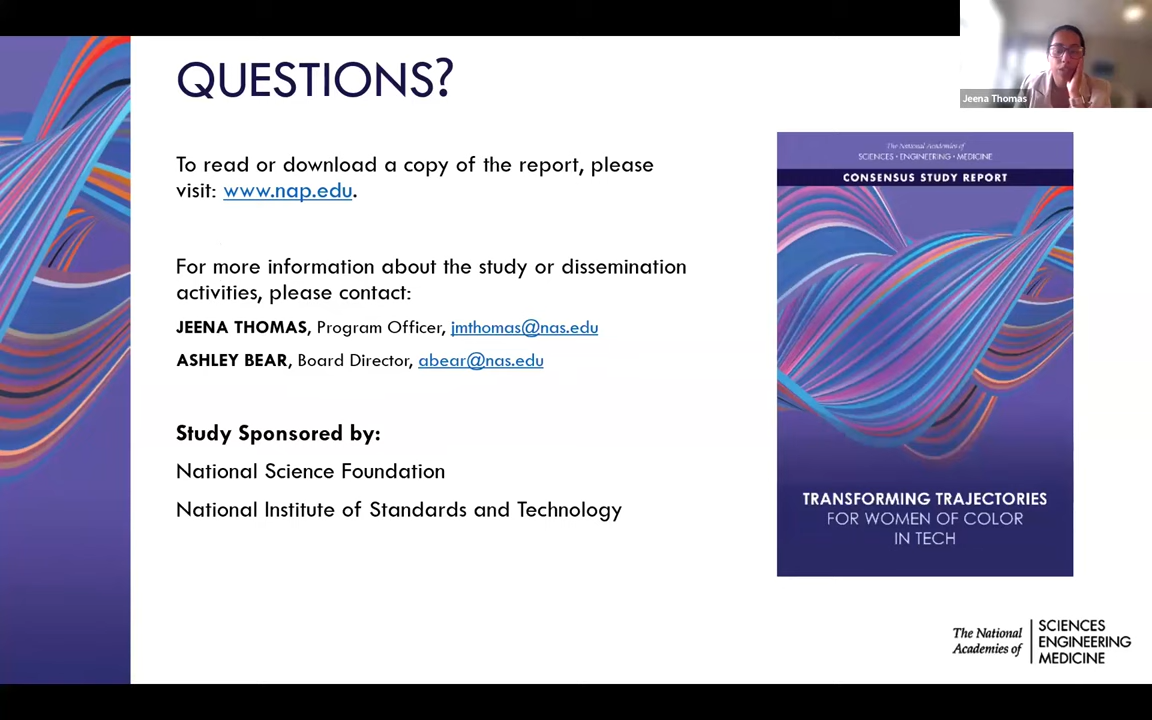 QUESTIONS?
Jeena Thomas
To read or download a copy of the report, please
visit: www.nap.edu.
For more information about the study or dissemination
activities, please contact:
JEENA THOMAS, Program Officer, jmthomas@nas.edu
ASHLEY BEAR, Board Director, abear@nas.edu
Study Sponsored by:
National Science Foundation
National Institute of Standards and Technology
The National Academies of
SCIENCES • ENGINEERING • MEDICINE
CONSENSUS STUDY REPORT
TRANSFORMING TRAJECTORIES
FOR WOMEN OF COLOR
IN TECH
The National
Academies of
SCIENCES
ENGINEERING
MEDICINE